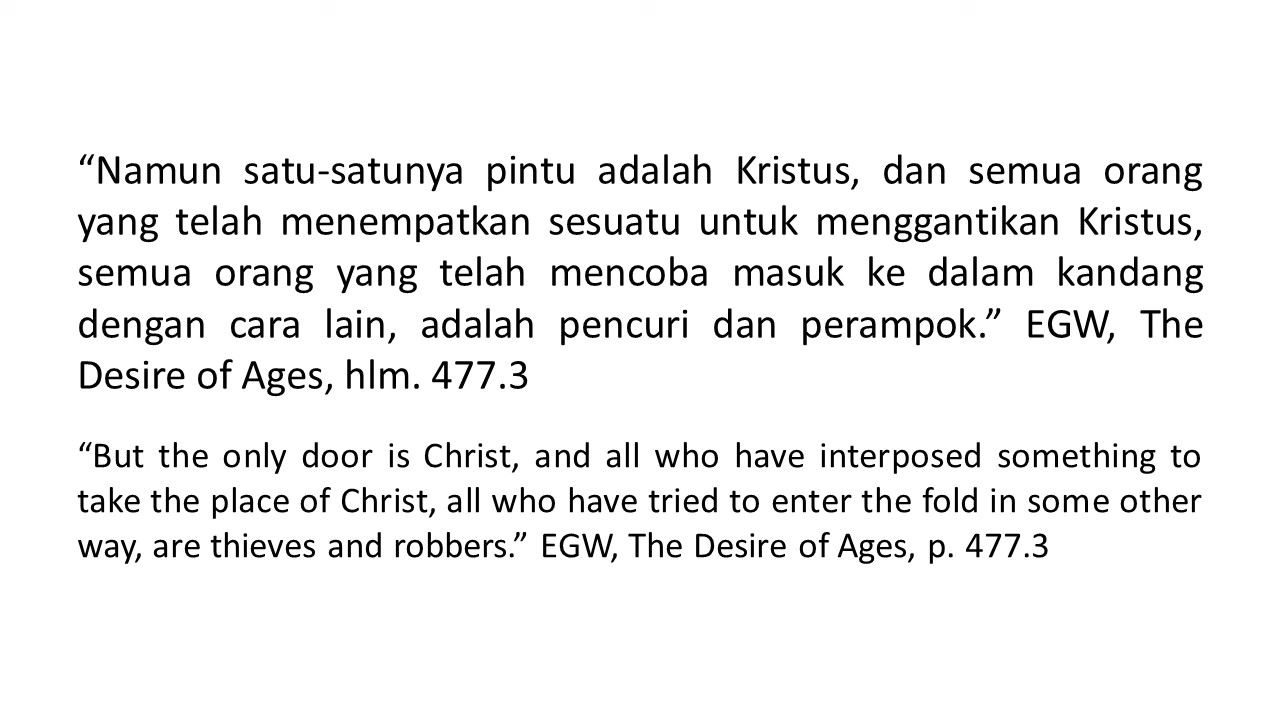 “Namun satu-satunya pintu adalah Kristus, dan semua orang
yang telah menempatkan sesuatu untuk menggantikan Kristus,
semua orang yang telah mencoba masuk ke dalam kandang
dengan cara lain, adalah pencuri dan perampok.” EGW, The
Desire of Ages, hlm. 477.3
“But the only door is Christ, and all who have interposed something to
take the place of Christ, all who have tried to enter the fold in some other
way, are thieves and robbers.” EGW, The Desire of Ages, p. 477.3